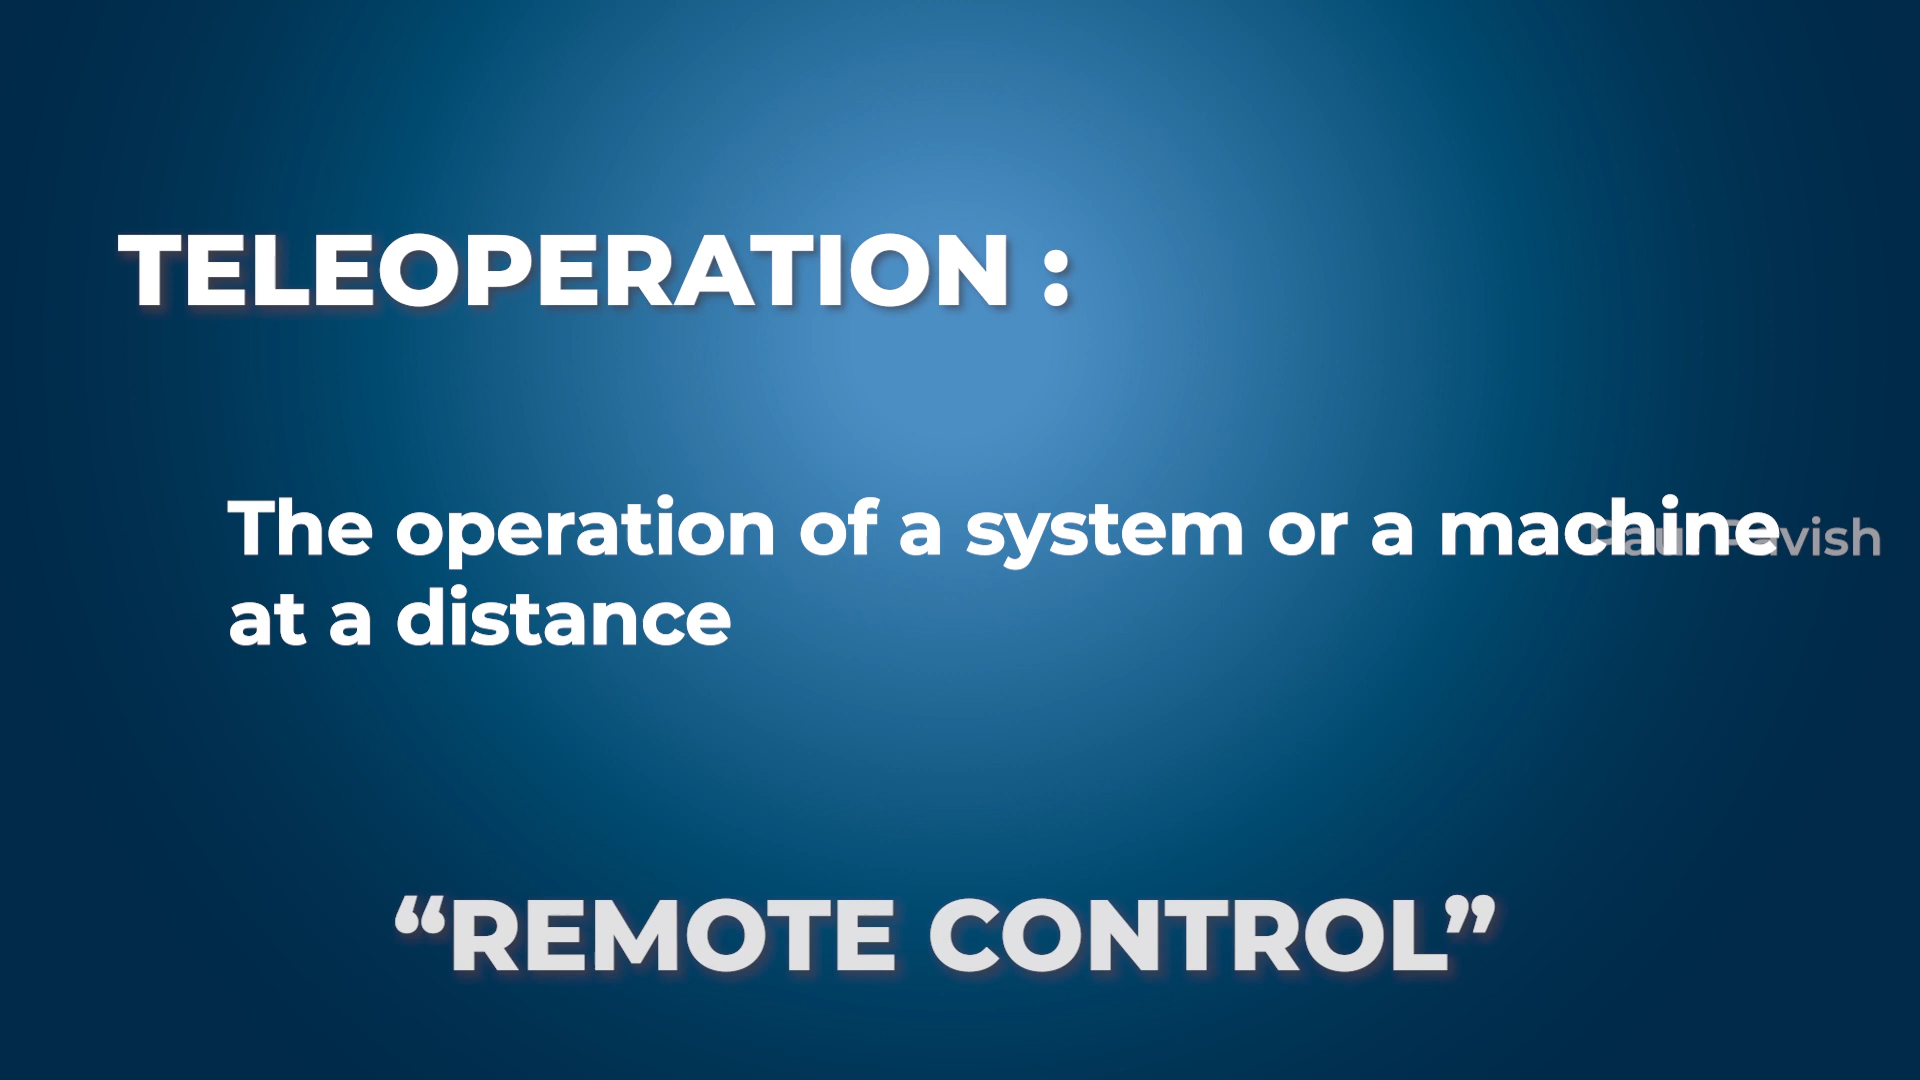 TELEOPERATION :
The operation of a system or a machine
at a distance
“REMOTE CONTROL”